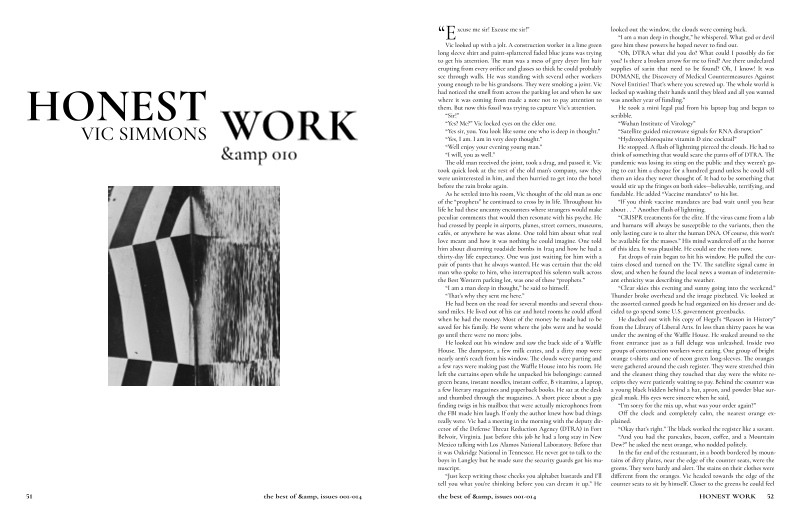 HONEST
VIC SIMMONS
WORK
&amp 010
51
the best of &amp, issues 001-014
“Excuse me sir! Excuse me sir!”
Vic looked up with a jolt. A construction worker in a lime green
long sleeve shirt and paint-splattered faded blue jeans was trying
to get his attention. The man was a mess of grey dryer lint hair
erupting from every orifice and glasses so thick he could probably
see through walls. He was standing with several other workers
young enough to be his grandsons. They were smoking a joint. Vic
had noticed the smell from across the parking lot and when he saw
where it was coming from made a note not to pay attention to
them. But now this fossil was trying to capture Vic’s attention.
“Sir!”
“Yes? Me?” Vic locked eyes on the elder one.
“Yes sir, you. You look like some one who is deep in thought.”
“Yes, I am. I am in very deep thought.”
“Well enjoy your evening young man.”
“I will, you as well.”
The old man received the joint, took a drag, and passed it. Vic
took quick look at the rest of the old man’s company, saw they
were uninterested in him, and then hurried to get into the hotel
before the rain broke again.
As he settled into his room, Vic thought of the old man as one
of the “prophets” he continued to cross by in life. Throughout his
life he had these uncanny encounters where strangers would make
peculiar comments that would then resonate with his psyche. He
had crossed by people in airports, planes, street corners, museums,
cafés, or anywhere he was alone. One told him about what real
love meant and how it was nothing he could imagine. One told
him about disarming roadside bombs in Iraq and how he had a
thirty-day life expectancy. One was just waiting for him with a
pair of pants that he always wanted. He was certain that the old
man who spoke to him, who interrupted his solemn walk across
the Best Western parking lot, was one of these “prophets.”
“I am a man deep in thought,” he said to himself.
“That’s why they sent me here.”
He had been on the road for several months and several thou-
sand miles. He lived out of his car and hotel rooms he could afford
when he had the money. Most of the money he made had to be
saved for his family. He went where the jobs were and he would
go until there were no more jobs.
He looked out his window and saw the back side of a Waffle
House. The dumpster, a few milk crates, and a dirty mop were
nearly arm’s reach from his window. The clouds were parting and
a few rays were making past the Waffle House into his room. He
left the curtains open while he unpacked his belongings: canned
green beans, instant noodles, instant coffee, B vitamins, a laptop,
a few literary magazines and paperback books. He sat at the desk
and thumbed through the magazines. A short piece about a guy
finding twigs in his mailbox that were actually microphones from
the FBI made him laugh. If only the author knew how bad things
really were. Vic had a meeting in the morning with the deputy di-
rector of the Defense Threat Reduction Agency (DTRA) in Fort
Belvoir, Virginia. Just before this job he had a long stay in New
Mexico talking with Los Alamos National Laboratory. Before that
it was Oakridge National in Tennessee. He never got to talk to the
boys in Langley but he made sure the security guards got his ma-
nuscript.
“Just keep writing those cities you alphabet bastards and I’ll
tell you what you’re thinking before you can dream it up.” He
looked out the window, the clouds were coming back.
“I am a man deep in thought,” he whispered. What god or devil
gave him these powers he hoped never to find out.
“Oh, DTRA what did you do? What could I possibly do for
you? Is there a broken arrow for me to find? Are there undeclared
supplies of sarin that need to be found? Oh, I know! It was
DOMANE, the Discovery of Medical Countermeasures Against
Novel Entities! That’s where you screwed up. The whole world is
locked up washing their hands until they bleed and all you wanted
was another year of funding.”
He took a mini legal pad from his laptop bag and began to
scribble.
“Wuhan Institute of Virology”
“Satellite guided microwave signals for RNA disruption”
“Hydroxychloroquine vitamin D zinc cocktail”
He stopped. A flash of lightning pierced the clouds. He had to
think of something that would scare the pants off of DTRA. The
pandemic was losing its sting on the public and they weren’t go-
ing to cut him a cheque for a hundred grand unless he could sell
them an idea they never thought of. It had to be something that
would stir up the fringes on both sides—believable, terrifying, and
fundable. He added “Vaccine mandates” to his list.
“If you think vaccine mandates are bad wait until you hear
about . . .” Another flash of lightning.
“CRISPR treatments for the elite. If the virus came from a lab
and humans will always be susceptible to the variants, then the
only lasting cure is to alter the human DNA. Of course, this won’t
be available for the masses.” His mind wandered off at the horror
of this idea. It was plausible. He could see the riots now.
Fat drops of rain began to hit his window. He pulled the cur-
tains closed and turned on the TV. The satellite signal came in
slow, and when he found the local news a woman of indetermin-
ant ethnicity was describing the weather.
“Clear skies this evening and sunny going into the weekend.”
Thunder broke overhead and the image pixelated. Vic looked at
the assorted canned goods he had organized on his dresser and de-
cided to go spend some U.S. government greenbacks.
He ducked out with his copy of Hegel’s “Reason in History”
from the Library of Liberal Arts. In less than thirty paces he was
under the awning of the Waffle House. He snaked around to the
front entrance just as a full deluge was unleashed. Inside two
groups of construction workers were eating. One group of bright
orange t-shirts and one of neon green long-sleeves. The oranges
were gathered around the cash register. They were stretched thin
and the cleanest thing they touched that day were the white re-
ceipts they were patiently waiting to pay. Behind the counter was
a young black hidden behind a hat, apron, and powder blue sur-
gical mask. His eyes were sincere when he said,
“I’m sorry for the mix up, what was your order again?”
Off the clock and completely calm, the nearest orange ex-
plained.
“Okay that’s right.” The black worked the register like a savant.
“And you had the pancakes, bacon, coffee, and a Mountain
Dew?” he asked the next orange, who nodded politely.
In the far end of the restaurant, in a booth bordered by moun-
tains of dirty plates, near the edge of the counter seats, were the
greens. They were hardy and alert. The stains on their clothes were
different from the oranges. Vic headed towards the edge of the
counter seats to sit by himself. Closer to the greens he could feel
the best of &amp, issues 001-014
HONEST WORK 52